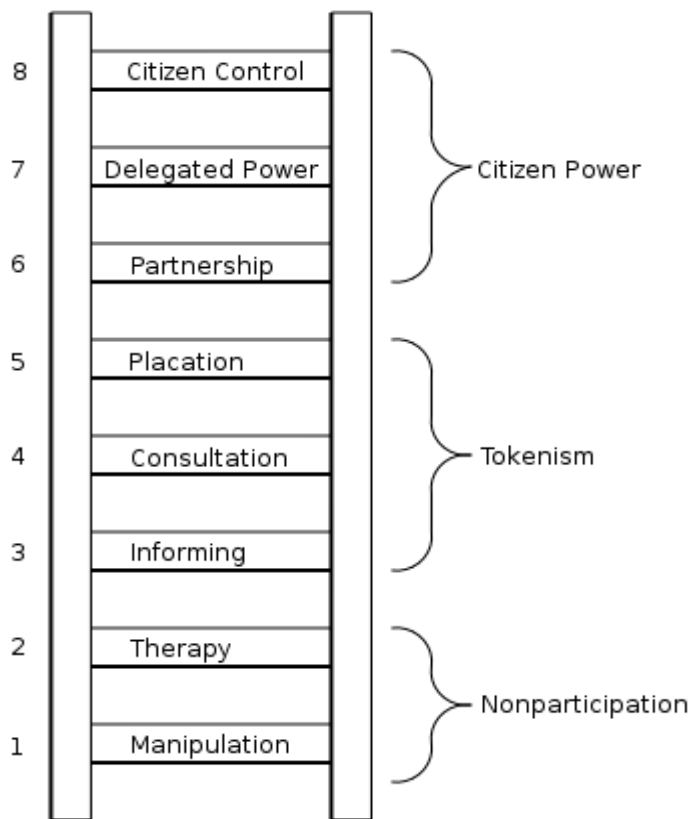 8 Citizen Control
7 Delegated Power Citizen Power
6 Partnership
5 Placation
4 Consultation Tokenism
3 Informing
2 Therapy
Nonparticipation
1 Manipulation